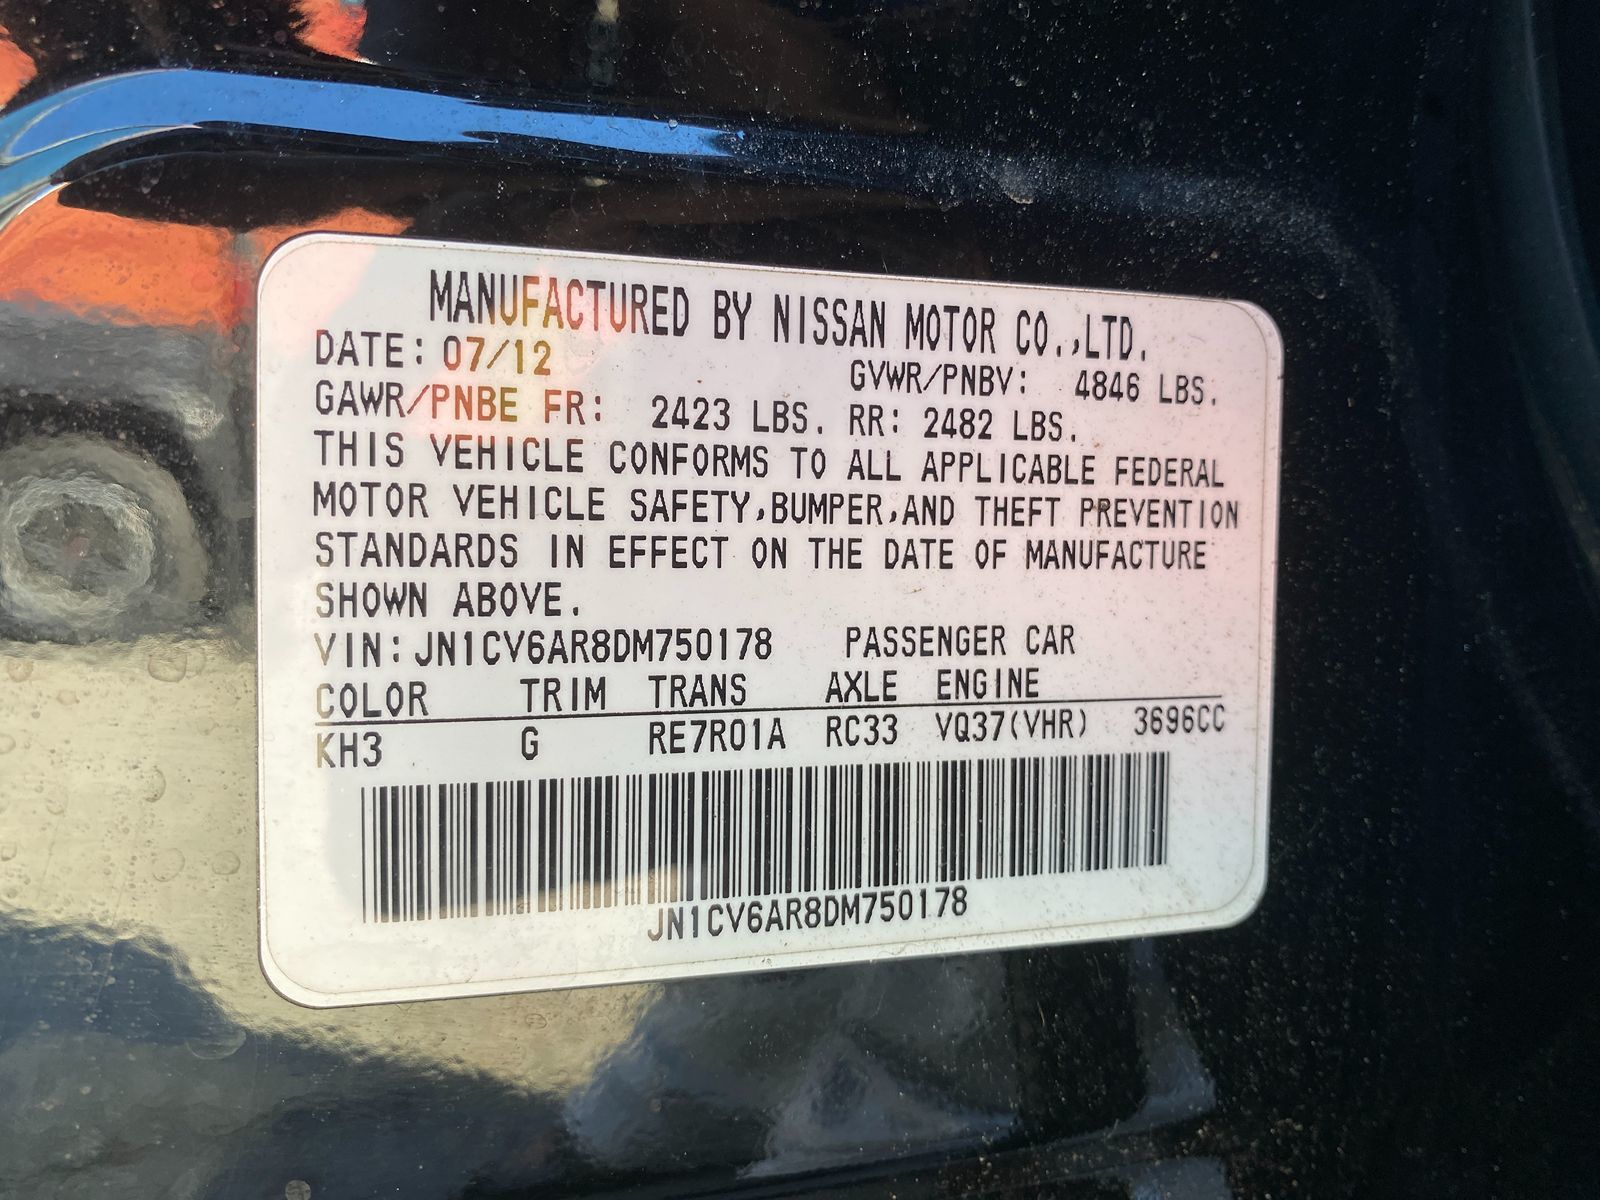 MANUFACTURED BY NISSAN MOTOR CO.,LTD.
DATE: 07/12 GVWR/PNBV: 4846 LBS.
GAWR/PNBE FR: 2423 LBS. RR: 2482 LBS.
THIS VEHICLE CONFORMS TO ALL APPLICABLE FEDERAL
MOTOR VEHICLE SAFETY,BUMPER,AND THEFT PREVENTION
STANDARDS IN EFFECT ON THE DATE OF MANUFACTURE
SHOWN ABOVE.
VIN: JN1CV6AR8DM750178 PASSENGER CAR
COLOR TRIM TRANS AXLE ENGINE
KH3 G RE7R01A RC33 VQ37(VHR) 3696CC
JN1CV6AR8DM750178